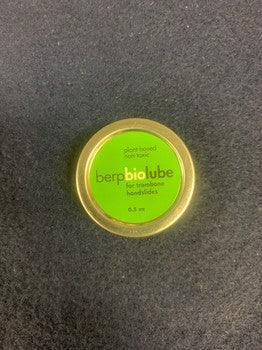 plant based
non toxic
berpbiolube
for trombone
handslides
0.5 oz